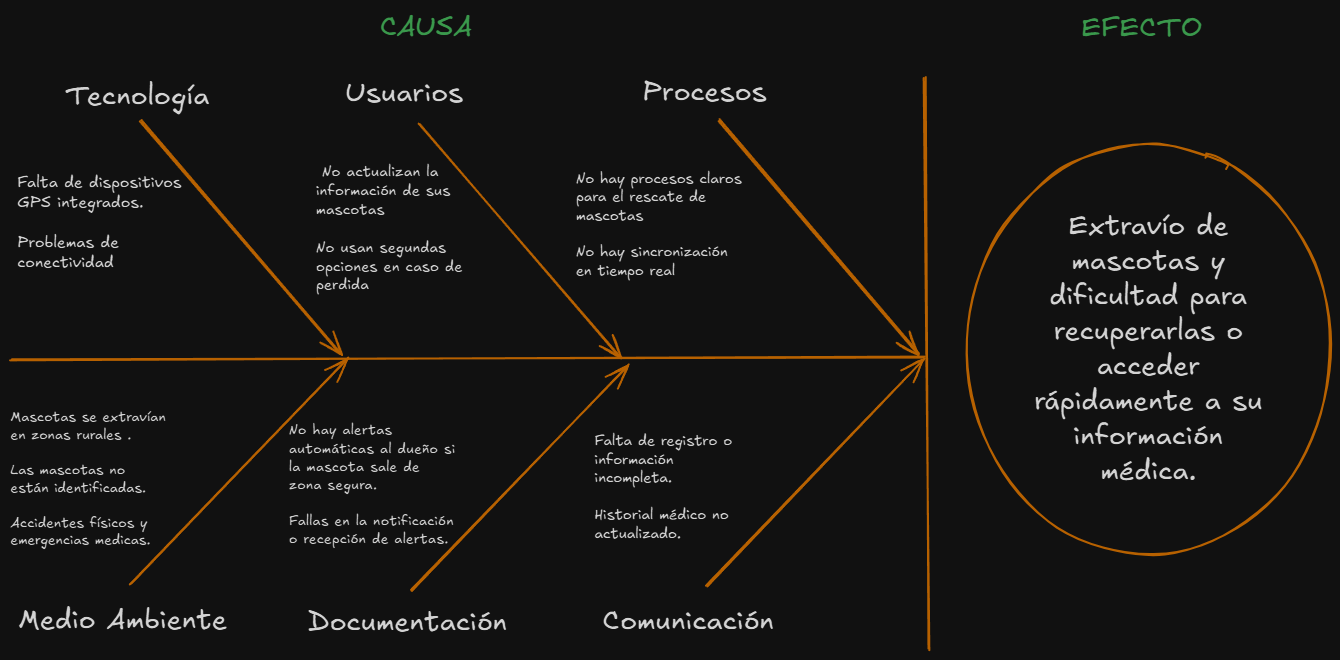 CAUSA
EFECTO
Tecnología
Usuarios
Procesos
Falta de dispositivos
GPS integrados.
Problemas de
conectividad
No actualizan la
información de sus
mascotas
No usan segundas
opciones en caso de
perdida
No hay procesos claros
para el rescate de
mascotas
No hay sincronización
en tiempo real
Extravío de
mascotas y
dificultad para
recuperarlas o
acceder
rápidamente a su
información
médica.
Mascotas se extravían
en zonas rurales .
Las mascotas no
están identificadas.
Accidentes físicos y
emergencias medicas.
No hay alertas
automáticas al dueño si
la mascota sale de
zona segura.
Fallas en la notificación
o recepción de alertas.
Falta de registro o
información
incompleta.
Historial médico no
actualizado.
Medio Ambiente
Documentación
Comunicación